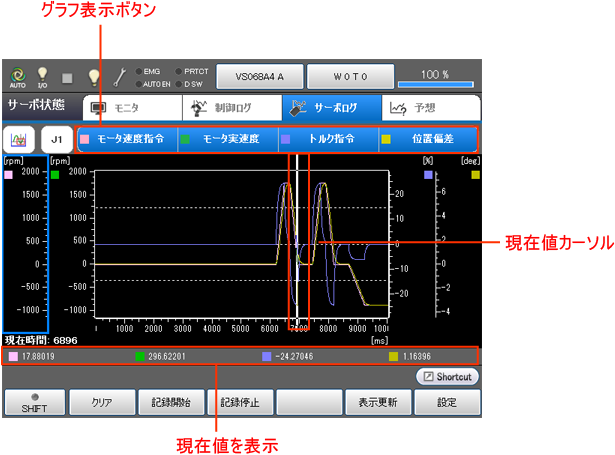 グラフ表示ボタン
AUTO I/O EMG PRTCT AUTOEN D SW VS068A4 A W 0 T 0 100 %
サーボ状態 モニタ 制御ログ サーボログ 予想
J1 モータ速度指令 モータ実速度 トルク指令 位置偏差
[rpm] [rpm] [%] [deg]
2000 2000
1500 1500 20 6
1000 1000 10 4
500 500 0 2
0 0 -10 0
-500 -500 -20 -2
-1000 -1000 -4
0 1000 2000 3000 4000 5000 6000 7000 8000 9000 10000
現在時間: 6896 [ms]
17.88019 296.62201 -24.27046 1.16396
現在値カーソル
Shortcut
SHIFT クリア 記録開始 記録停止 表示更新 設定
現在値を表示